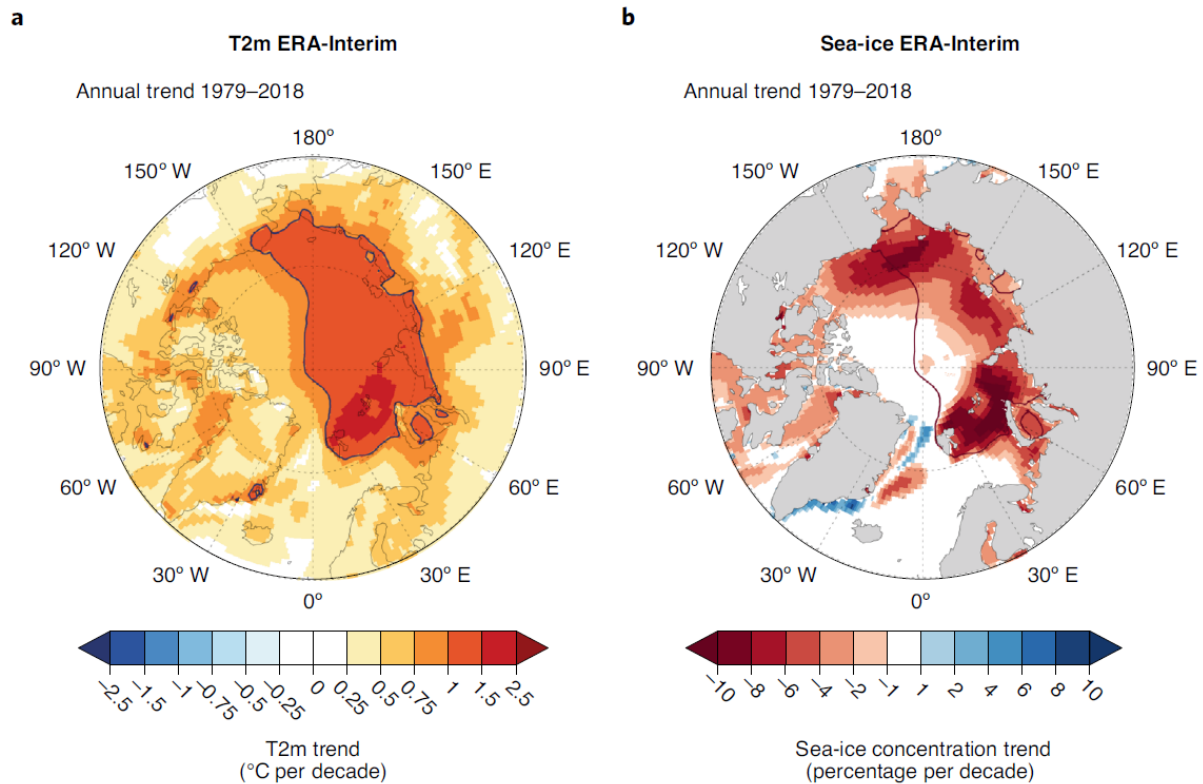 a
T2m ERA-Interim
Annual trend 1979–2018
180°
150° W
150° E
120° W
120° E
90° W
90° E
60° W
60° E
30° W
30° E
0°
–2.5
–1.5
–1
–0.75
–0.5
–0.25
0
0.25
0.5
0.75
1
1.5
2.5
T2m trend
(°C per decade)
b
Sea-ice ERA-Interim
Annual trend 1979–2018
180°
150° W
150° E
120° W
120° E
90° W
90° E
60° W
60° E
30° W
30° E
0°
–10
–8
–6
–4
–2
–1
1
2
4
6
8
10
Sea-ice concentration trend
(percentage per decade)